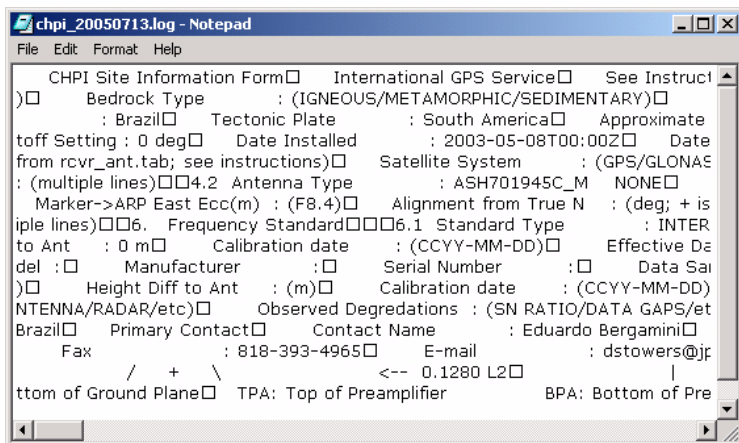 chpi_20050713.log - Notepad
File Edit Format Help
CHPI Site Information Form□ International GPS Service□ See Instruct
)□ Bedrock Type : (IGNEOUS/METAMORPHIC/SEDIMENTARY)□
: Brazil□ Tectonic Plate : South America□ Approximate
toff Setting : 0 deg□ Date Installed : 2003-05-08T00:00Z□ Date
from rcvr_ant.tab; see instructions)□ Satellite System : (GPS/GLONAS
: (multiple lines)□□4.2 Antenna Type : ASH701945C_M NONE□
Marker->ARP East Ecc(m) : (F8.4)□ Alignment from True N : (deg; + is
iple lines)□□6. Frequency Standard□□□6.1 Standard Type : INTER
to Ant : 0 m□ Calibration date : (CCYY-MM-DD)□ Effective Da
del :□ Manufacturer :□ Serial Number :□ Data Sar
)□ Height Diff to Ant : (m)□ Calibration date : (CCYY-MM-DD)
NTENNA/RADAR/etc)□ Observed Degredations : (SN RATIO/DATA GAPS/et
Brazil□ Primary Contact□ Contact Name : Eduardo Bergamini□
Fax : 818-393-4965□ E-mail : dstowers@jp
/ + \ <-- 0.1280 L2□ |
ttom of Ground Plane□ TPA: Top of Preamplifier BPA: Bottom of Pre